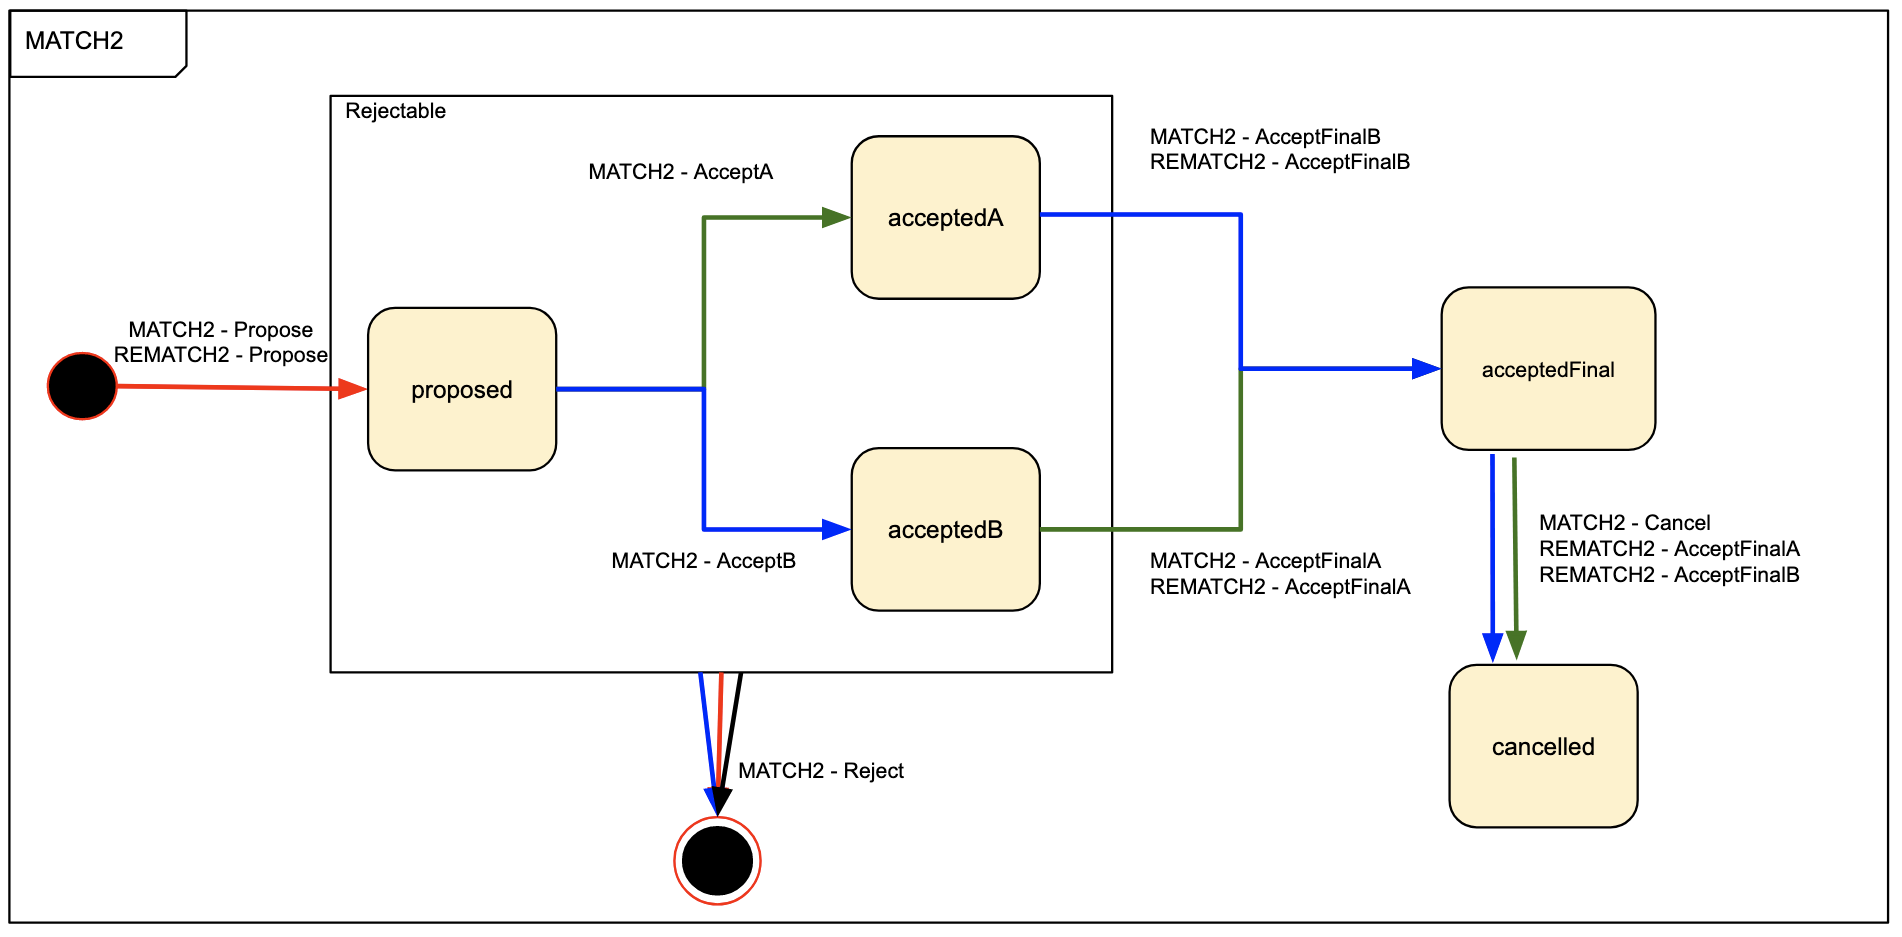 MATCH2
Rejectable
MATCH2 - AcceptA
acceptedA
MATCH2 - AcceptFinalB
REMATCH2 - AcceptFinalB
MATCH2 - Propose
REMATCH2 - Propose
proposed
acceptedFinal
acceptedB
MATCH2 - AcceptB
MATCH2 - AcceptFinalA
REMATCH2 - AcceptFinalA
MATCH2 - Cancel
REMATCH2 - AcceptFinalA
REMATCH2 - AcceptFinalB
cancelled
MATCH2 - Reject